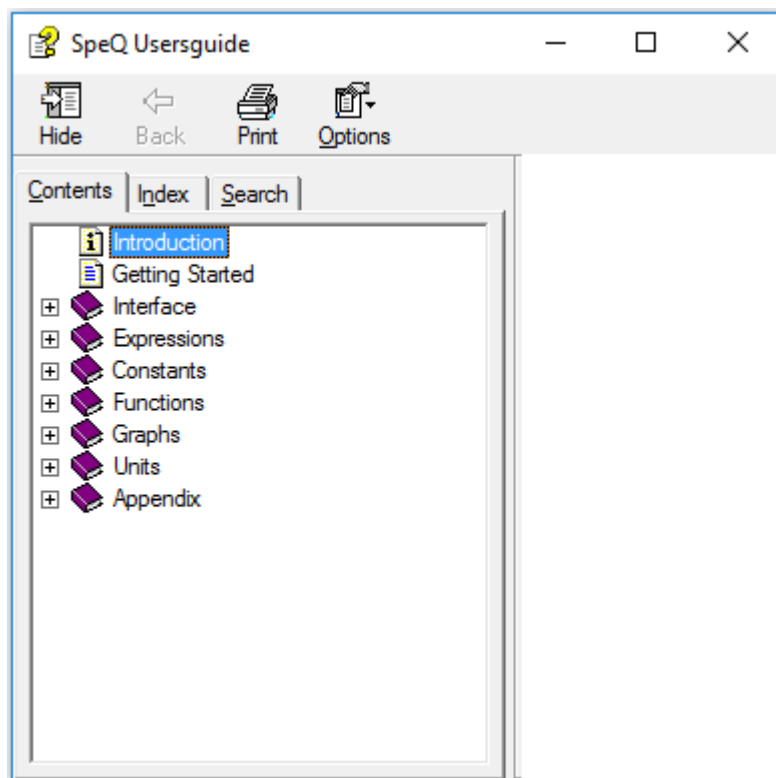 SpeQ Usersguide
Hide Back Print Options
Contents Index Search
Introduction
Getting Started
Interface
Expressions
Constants
Functions
Graphs
Units
Appendix